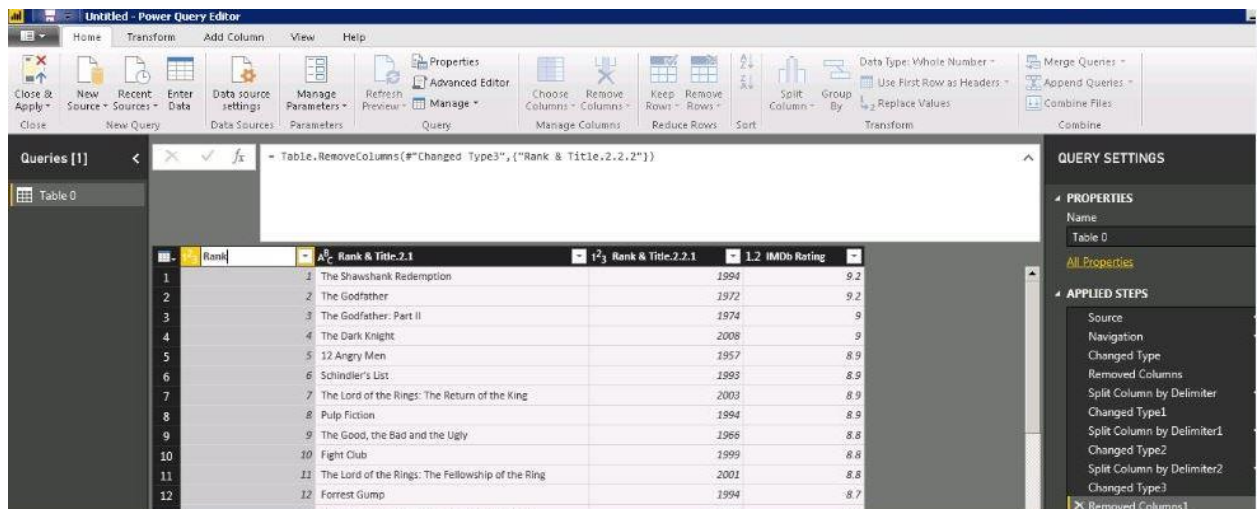 Untitled - Power Query Editor
Home Transform Add Column View Help
Close & Apply
New Source
Recent Sources
Enter Data
Data source settings
Manage Parameters
Refresh Preview
Properties
Advanced Editor
Manage
Choose Columns
Remove Columns
Keep Rows
Remove Rows
Split Column
Group By
Data Type: Whole Number
Use First Row as Headers
Replace Values
Merge Queries
Append Queries
Combine Files
Close New Query Data Sources Parameters Query Manage Columns Reduce Rows Sort Transform Combine
Queries [1]
Table 0
= Table.RemoveColumns(#"Changed Type3",{"Rank & Title.2.2.2"})
Rank Rank & Title.2.1 Rank & Title.2.2.1 1.2 IMDb Rating
1 1 The Shawshank Redemption 1994 9.2
2 2 The Godfather 1972 9.2
3 3 The Godfather: Part II 1974 9
4 4 The Dark Knight 2008 9
5 5 12 Angry Men 1957 8.9
6 6 Schindler's List 1993 8.9
7 7 The Lord of the Rings: The Return of the King 2003 8.9
8 8 Pulp Fiction 1994 8.9
9 9 The Good, the Bad and the Ugly 1966 8.8
10 10 Fight Club 1999 8.8
11 11 The Lord of the Rings: The Fellowship of the Ring 2001 8.8
12 12 Forrest Gump 1994 8.7
QUERY SETTINGS
PROPERTIES
Name
Table 0
All Properties
APPLIED STEPS
Source
Navigation
Changed Type
Removed Columns
Split Column by Delimiter
Changed Type1
Split Column by Delimiter1
Changed Type2
Split Column by Delimiter2
Changed Type3
Removed Columns1